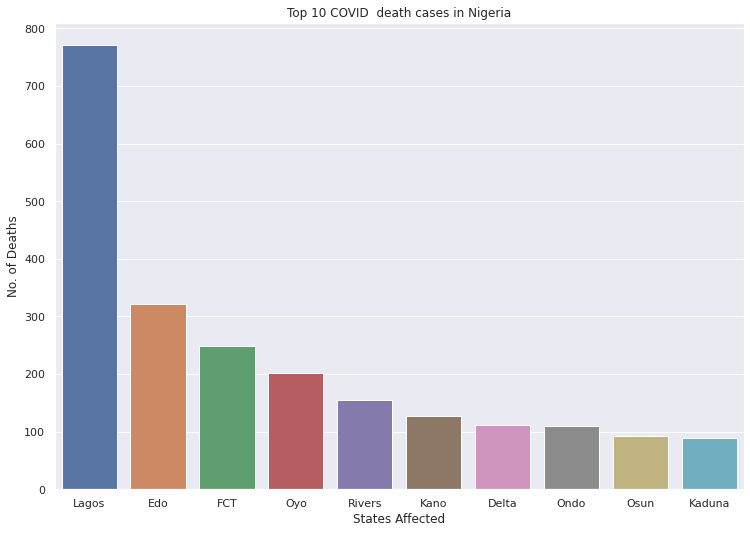 Top 10 COVID  death cases in Nigeria
No. of Deaths
800
700
600
500
400
300
200
100
0
Lagos Edo FCT Oyo Rivers Kano Delta Ondo Osun Kaduna
States Affected